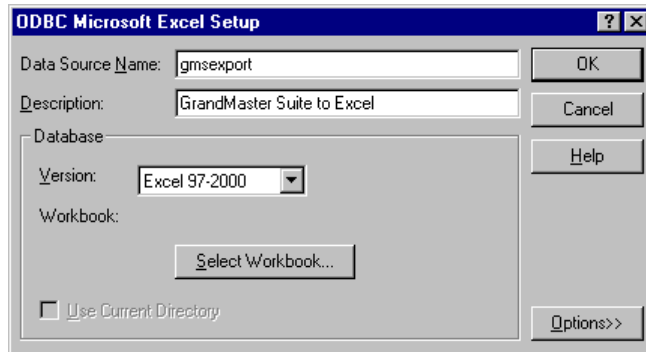 ODBC Microsoft Excel Setup
? ×
Data Source Name: gmsexport
OK
Description: GrandMaster Suite to Excel
Cancel
Database
Help
Version: Excel 97-2000
Workbook:
Select Workbook...
Use Current Directory
Options>>